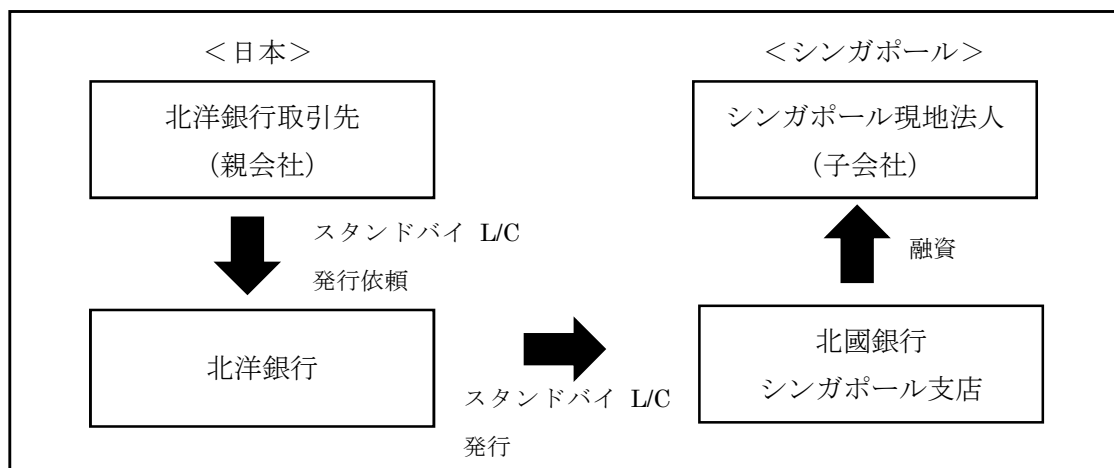 <日本>
<シンガポール>
北洋銀行取引先
(親会社)
シンガポール現地法人
(子会社)
スタンドバイ L/C
発行依頼
融資
北洋銀行
スタンドバイ L/C
発行
北國銀行
シンガポール支店